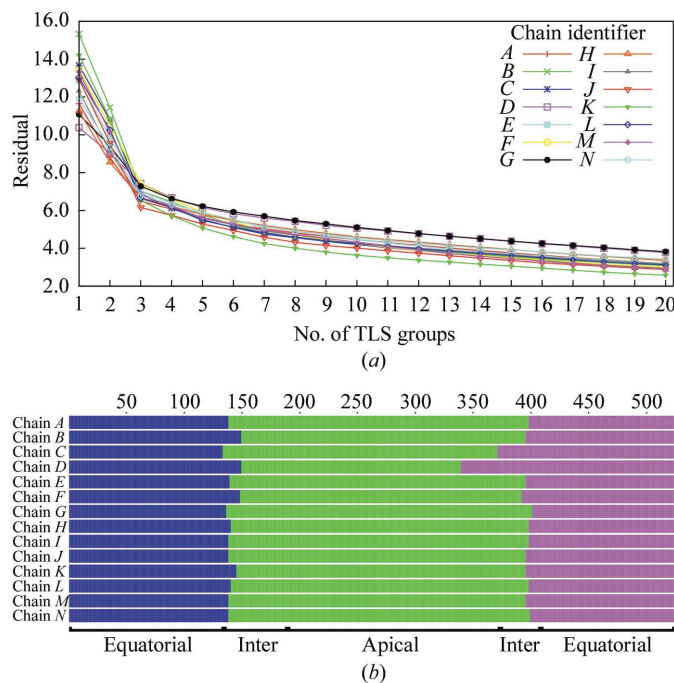 16.0
14.0
12.0
10.0
8.0
6.0
4.0
2.0
Residual
Chain identifier
A H
B I
C J
D K
E L
F M
G N
1 2 3 4 5 6 7 8 9 10 11 12 13 14 15 16 17 18 19 20
No. of TLS groups
(a)
50 100 150 200 250 300 350 400 450 500
Chain A
Chain B
Chain C
Chain D
Chain E
Chain F
Chain G
Chain H
Chain I
Chain J
Chain K
Chain L
Chain M
Chain N
Equatorial Inter Apical Inter Equatorial
(b)